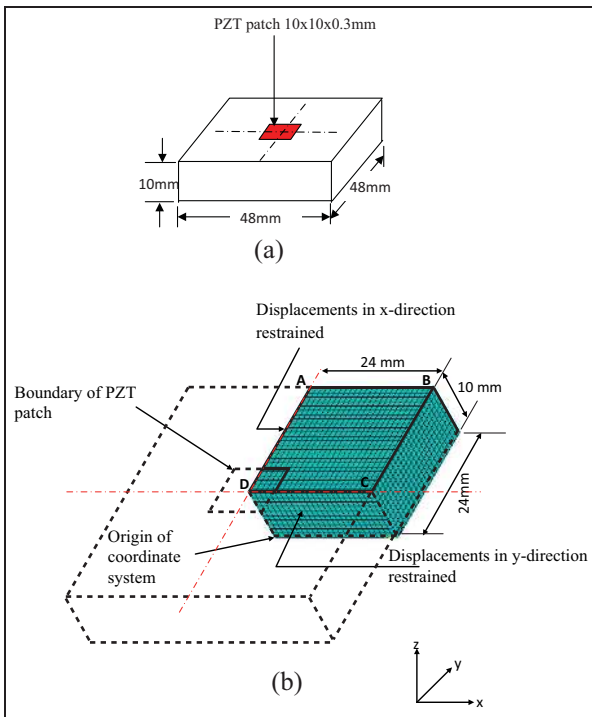 PZT patch 10x10x0.3mm
10mm
48mm
48mm
(a)
Displacements in x-direction
restrained
24 mm
A
B
10 mm
Boundary of PZT
patch
D
C
24mm
Origin of
coordinate
system
Displacements in y-direction
restrained
(b)
z
y
x